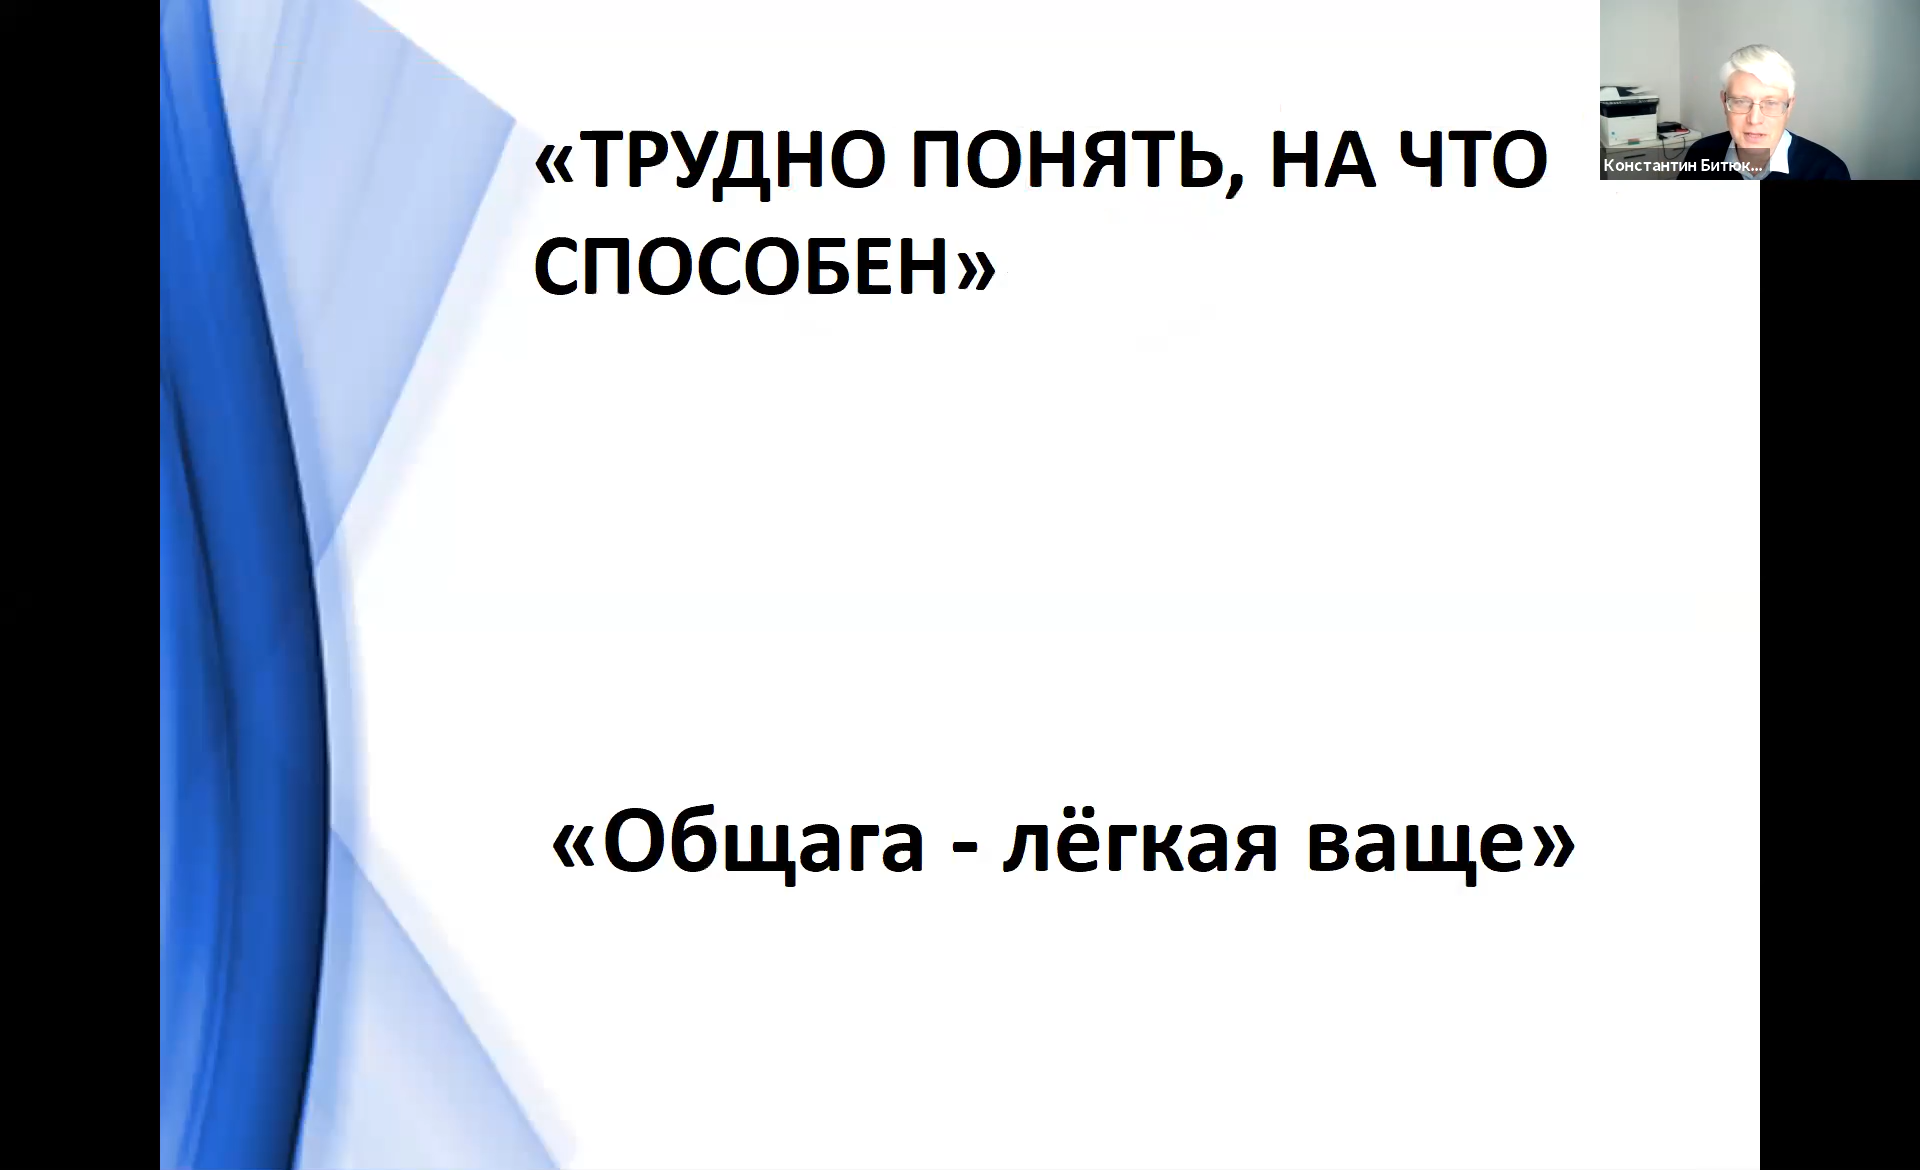 «ТРУДНО ПОНЯТЬ, НА ЧТО
СПОСОБЕН»
Константин Битюк...
«Общага - лёгкая ваще»